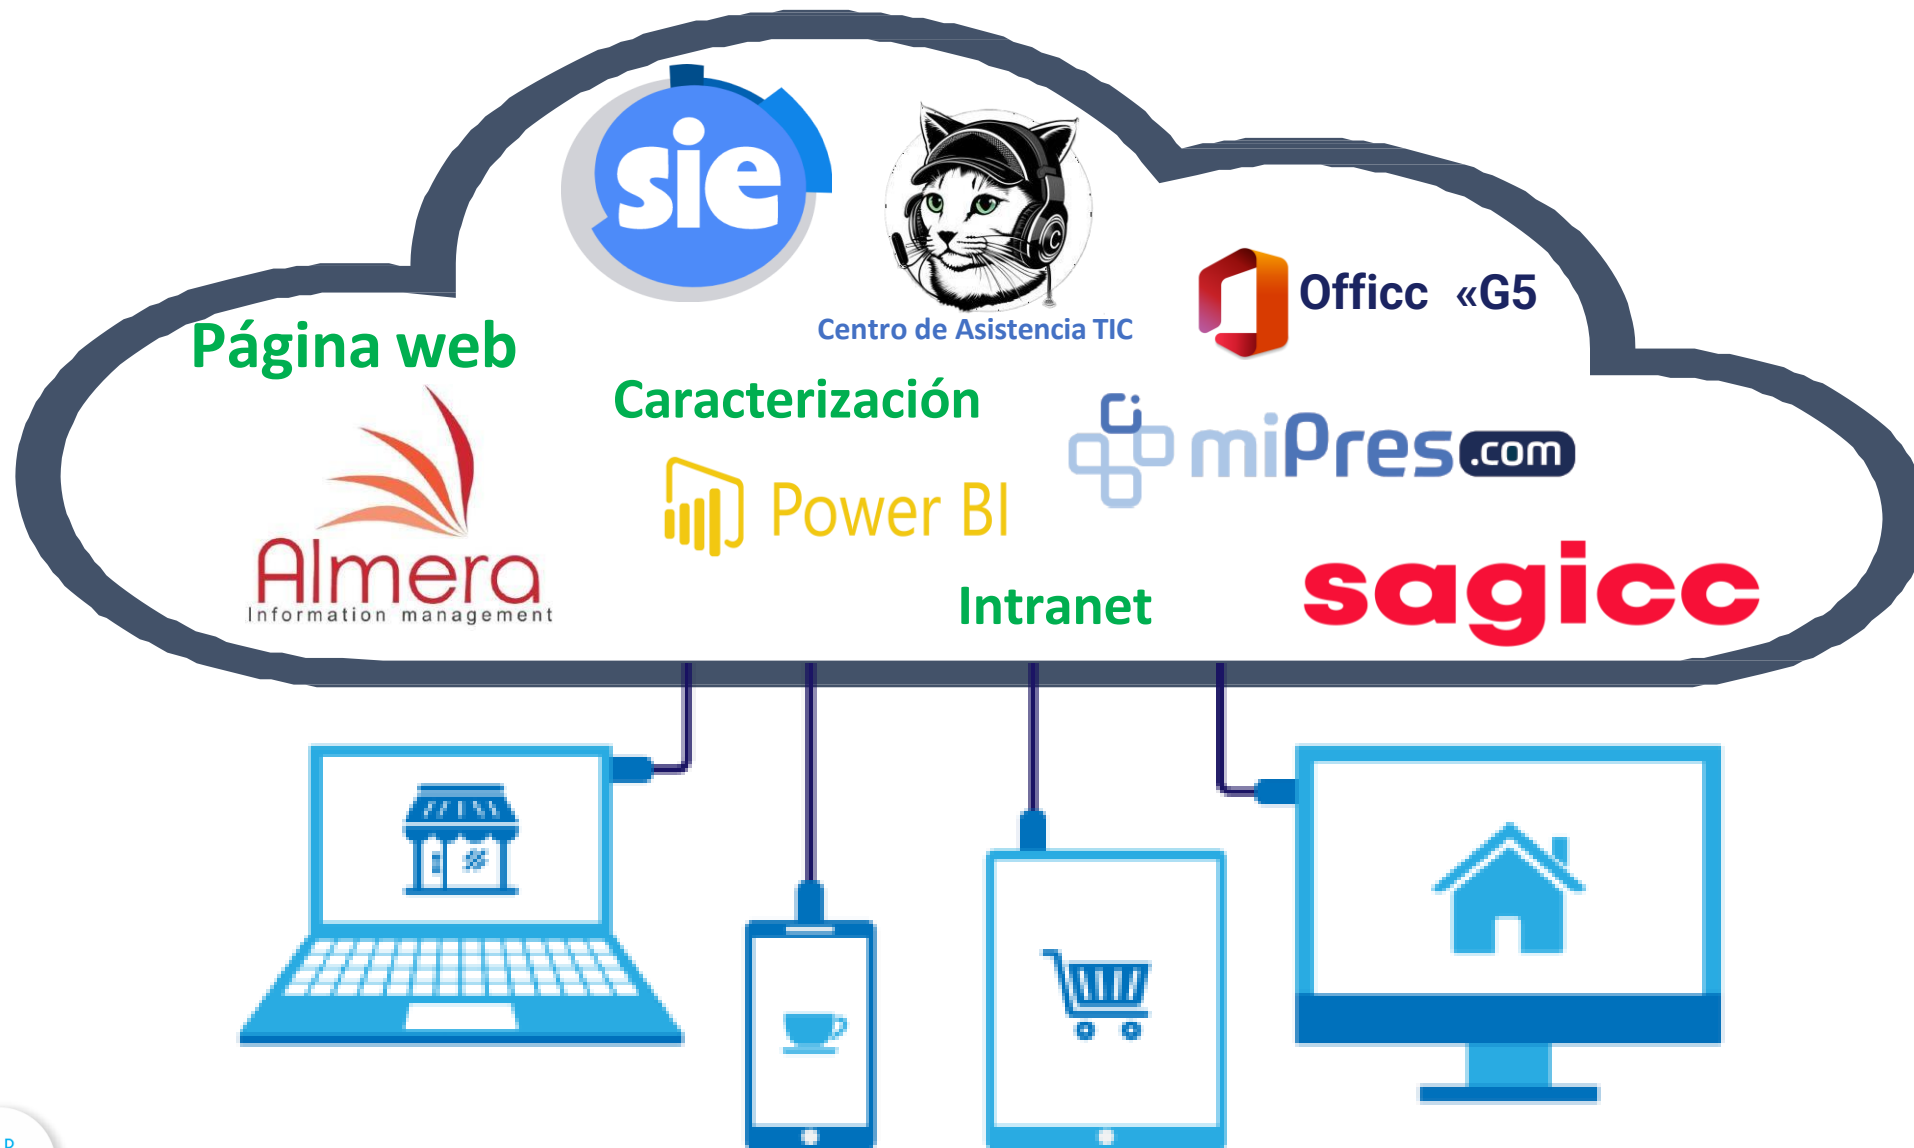 sie
Centro de Asistencia TIC
Officc «G5
Página web
Caracterización
miPres.com
Almera
Information management
Power BI
Intranet
sagicc
C
D